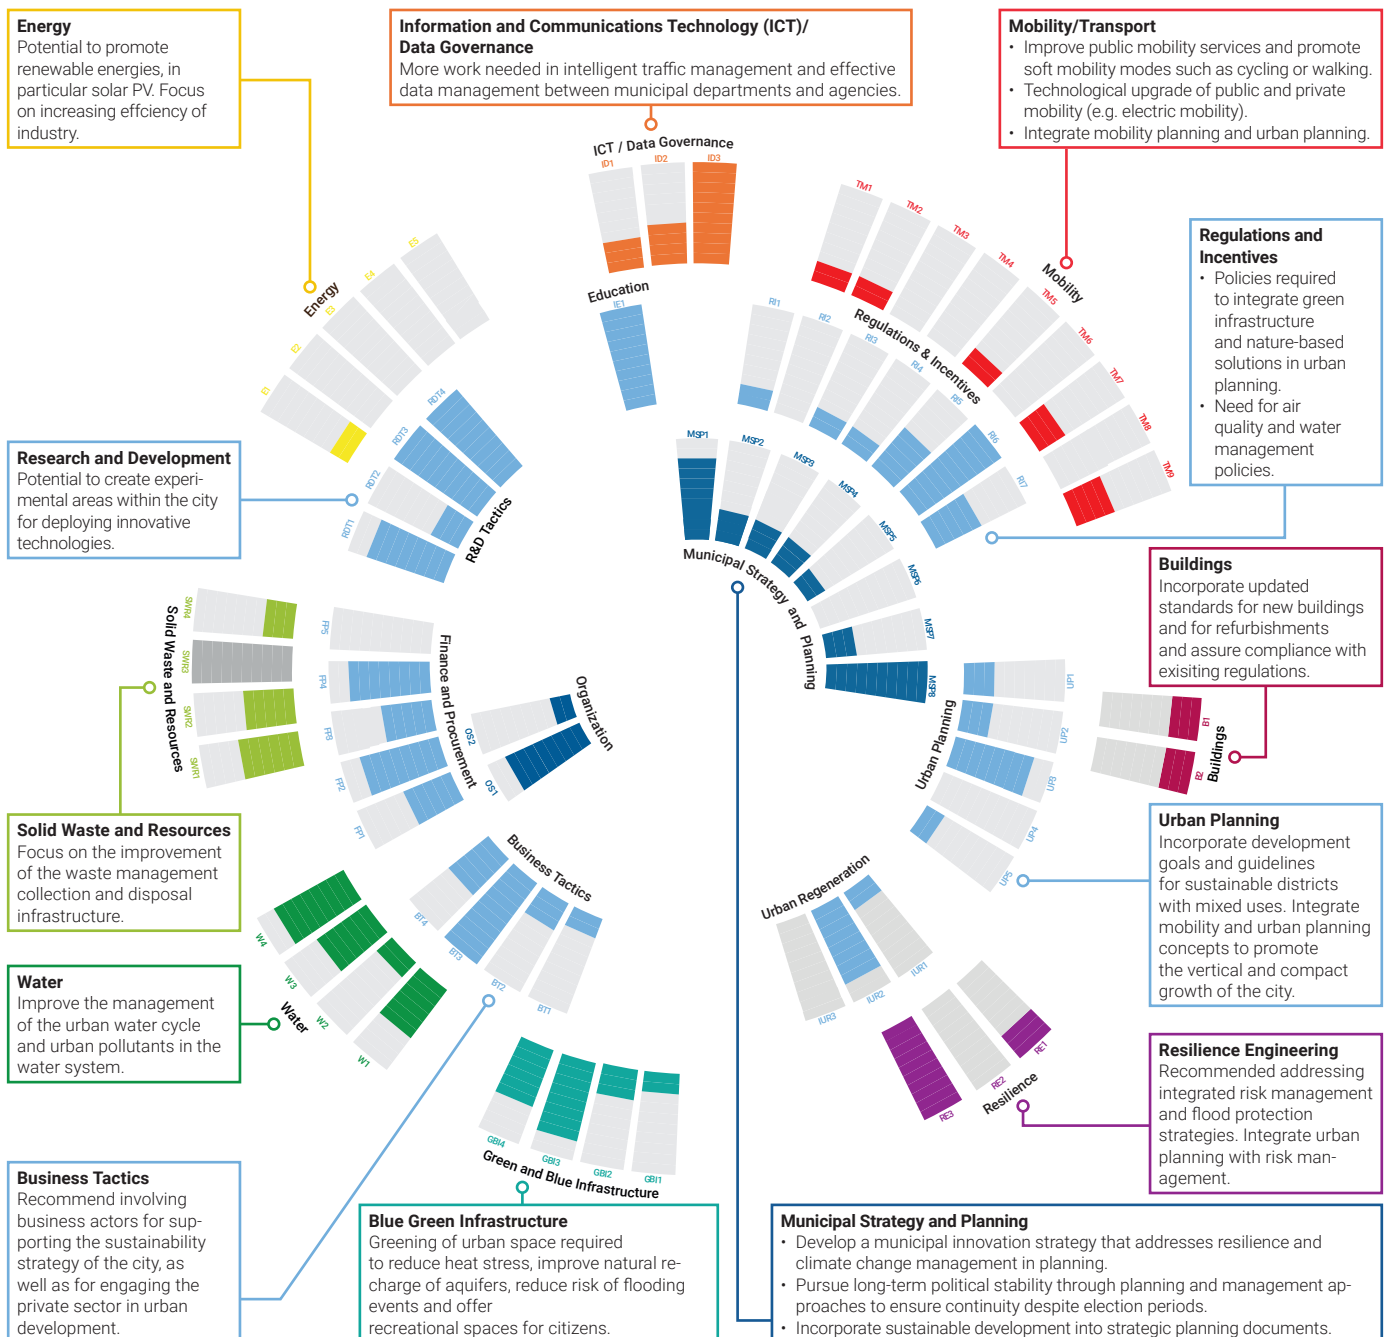 Energy
Potential to promote
renewable energies, in
particular solar PV. Focus
on increasing effciency of
industry.
Information and Communications Technology (ICT)/
Data Governance
More work needed in intelligent traffic management and effective
data management between municipal departments and agencies.
Mobility/Transport
• Improve public mobility services and promote
soft mobility modes such as cycling or walking.
• Technological upgrade of public and private
mobility (e.g. electric mobility).
• Integrate mobility planning and urban planning.
Regulations and
Incentives
• Policies required
to integrate green
infrastructure
and nature-based
solutions in urban
planning.
• Need for air
quality and water
management
policies.
ICT / Data Governance
ID1
ID2
ID3
Education
IE1
Mobility
TM1
TM2
TM3
TM4
TM5
TM6
TM7
TM8
TM9
Regulations & Incentives
RI1
RI2
RI3
RI4
RI5
RI6
RI7
Energy
E1
E2
E3
E4
E5
Research and Development
Potential to create experi-
mental areas within the city
for deploying innovative
technologies.
R&D Tactics
RDT1
RDT2
RDT3
RDT4
Municipal Strategy and Planning
MSP1
MSP2
MSP3
MSP4
MSP5
MSP6
MSP7
MSP8
Buildings
Incorporate updated
standards for new buildings
and for refurbishments
and assure compliance with
exisiting regulations.
Solid Waste and Resources
SWR4
SWR3
SWR2
SWR1
Finance and Procurement
FP5
FP4
FP3
FP2
FP1
Organization
OS2
OS1
Urban Planning
UP1
UP2
UP3
UP4
UP5
Buildings
B1
B2
Solid Waste and Resources
Focus on the improvement
of the waste management
collection and disposal
infrastructure.
Urban Planning
Incorporate development
goals and guidelines
for sustainable districts
with mixed uses. Integrate
mobility and urban planning
concepts to promote
the vertical and compact
growth of the city.
Business Tactics
BT4
BT3
BT2
BT1
Urban Regeneration
IUR1
IUR2
IUR3
Water
W4
W3
W2
W1
Water
Improve the management
of the urban water cycle
and urban pollutants in the
water system.
Resilience
RE1
RE2
RE3
Resilience Engineering
Recommended addressing
integrated risk management
and flood protection
strategies. Integrate urban
planning with risk man-
agement.
GBI4
GBI3
GBI2
GBI1
Green and Blue Infrastructure
Business Tactics
Recommend involving
business actors for sup-
porting the sustainability
strategy of the city, as
well as for engaging the
private sector in urban
development.
Blue Green Infrastructure
Greening of urban space required
to reduce heat stress, improve natural re-
charge of aquifers, reduce risk of flooding
events and offer
recreational spaces for citizens.
Municipal Strategy and Planning
• Develop a municipal innovation strategy that addresses resilience and
climate change management in planning.
• Pursue long-term political stability through planning and management ap-
proaches to ensure continuity despite election periods.
• Incorporate sustainable development into strategic planning documents.